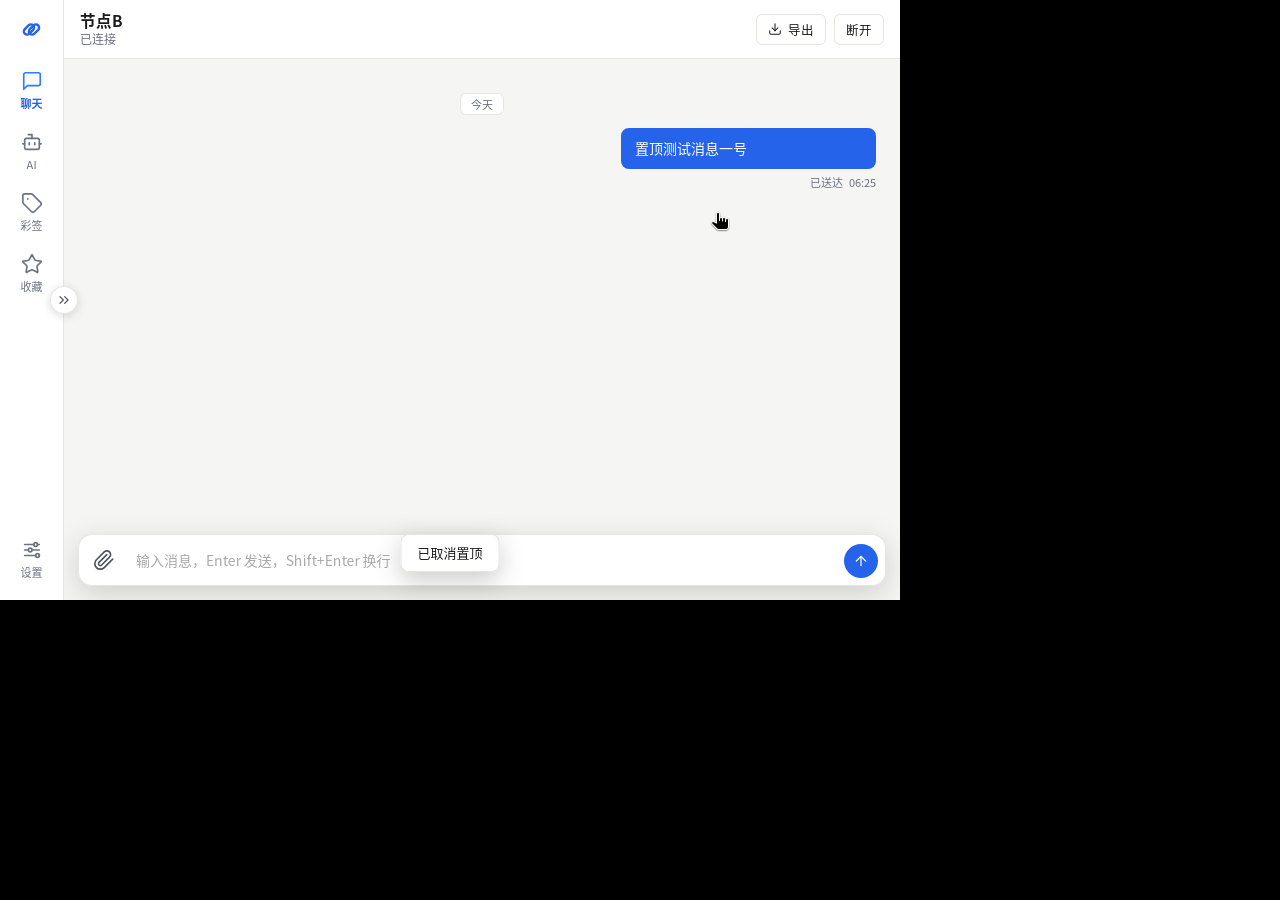 节点B
已连接
导出
断开
聊天
AI
彩签
收藏
设置
今天
置顶测试消息一号
已送达 06:25
输入消息，Enter 发送，Shift+Enter 换行
已取消置顶